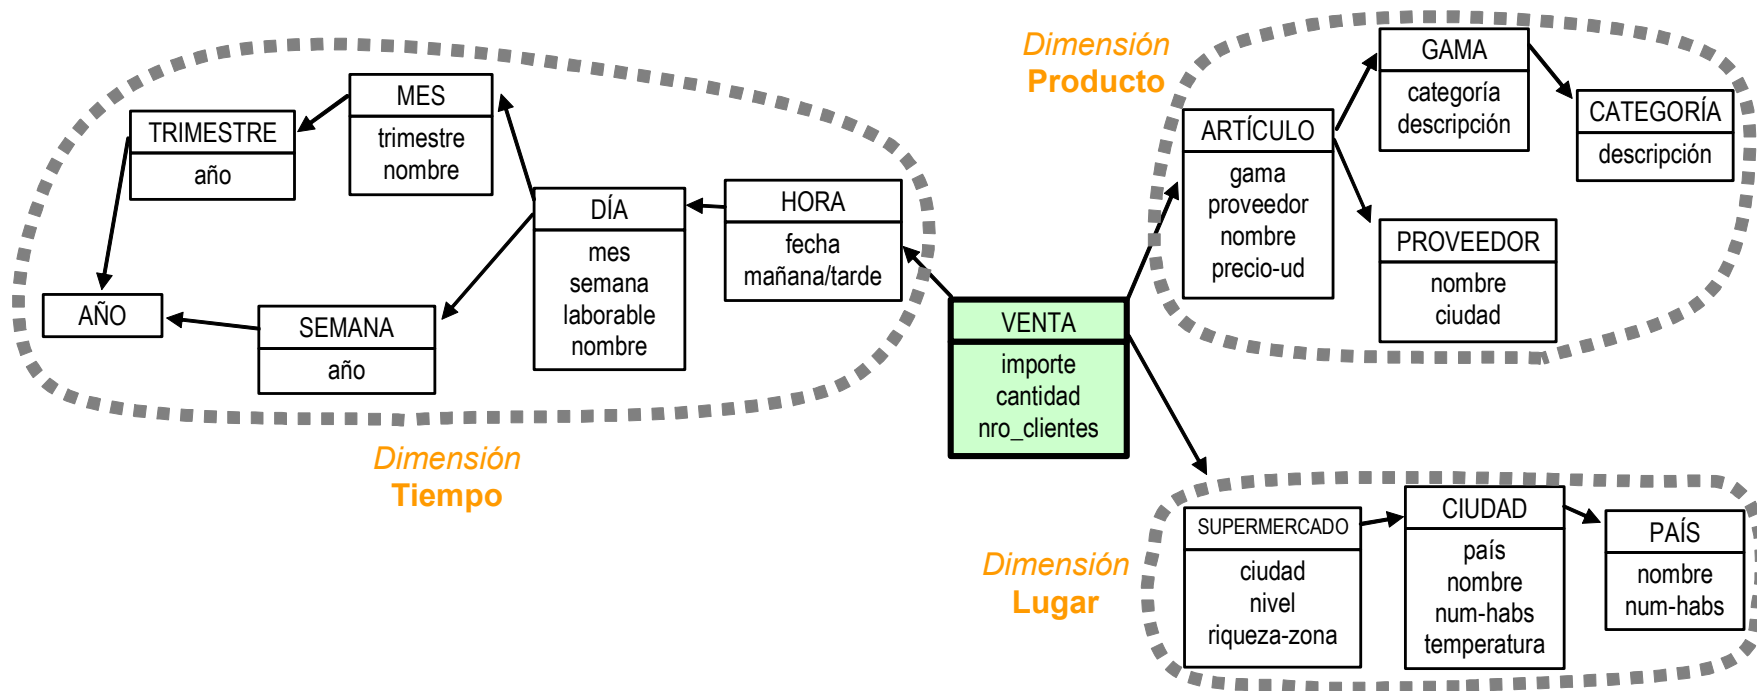 Dimensión
Tiempo
AÑO
TRIMESTRE
año
MES
trimestre
nombre
SEMANA
año
DÍA
mes
semana
laborable
nombre
HORA
fecha
mañana/tarde
VENTA
importe
cantidad
nro_clientes
Dimensión
Producto
ARTÍCULO
gama
proveedor
nombre
precio-ud
GAMA
categoría
descripción
CATEGORÍA
descripción
PROVEEDOR
nombre
ciudad
Dimensión
Lugar
SUPERMERCADO
ciudad
nivel
riqueza-zona
CIUDAD
país
nombre
num-habs
temperatura
PAÍS
nombre
num-habs